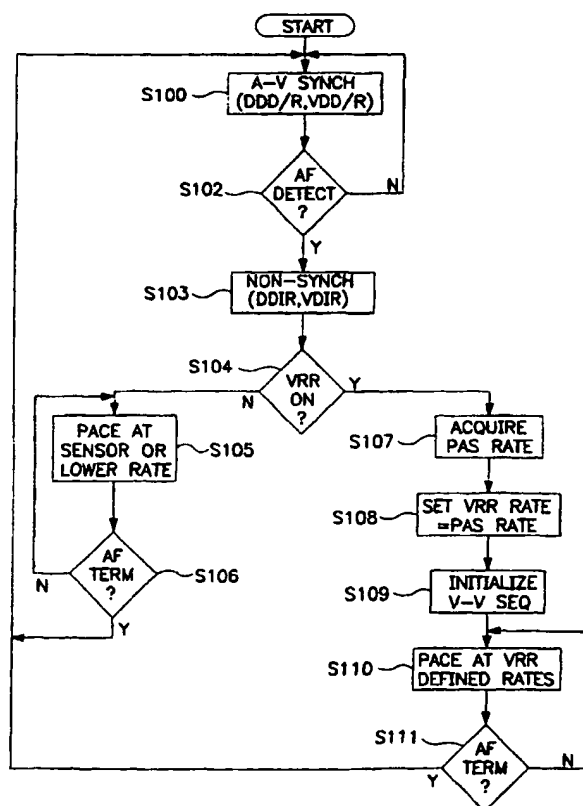 START
S100
A-V SYNCH
(DDD/R,VDD/R)
S102
AF
DETECT
?
N
Y
S103
NON-SYNCH
(DDIR,VDIR)
S104
VRR
ON
?
N
Y
PACE AT
SENSOR OR
LOWER RATE
S105
AF
TERM
?
S106
N
Y
S107
ACQUIRE
PAS RATE
S108
SET VRR RATE
=PAS RATE
S109
INITIALIZE
V-V SEQ
S110
PACE AT VRR
DEFINED RATES
S111
AF
TERM
?
Y
N